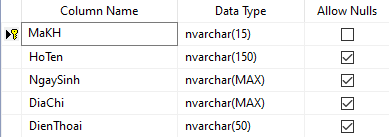 Column Name Data Type Allow Nulls
MaKH nvarchar(15)
HoTen nvarchar(150)
NgaySinh nvarchar(MAX)
DiaChi nvarchar(MAX)
DienThoai nvarchar(50)